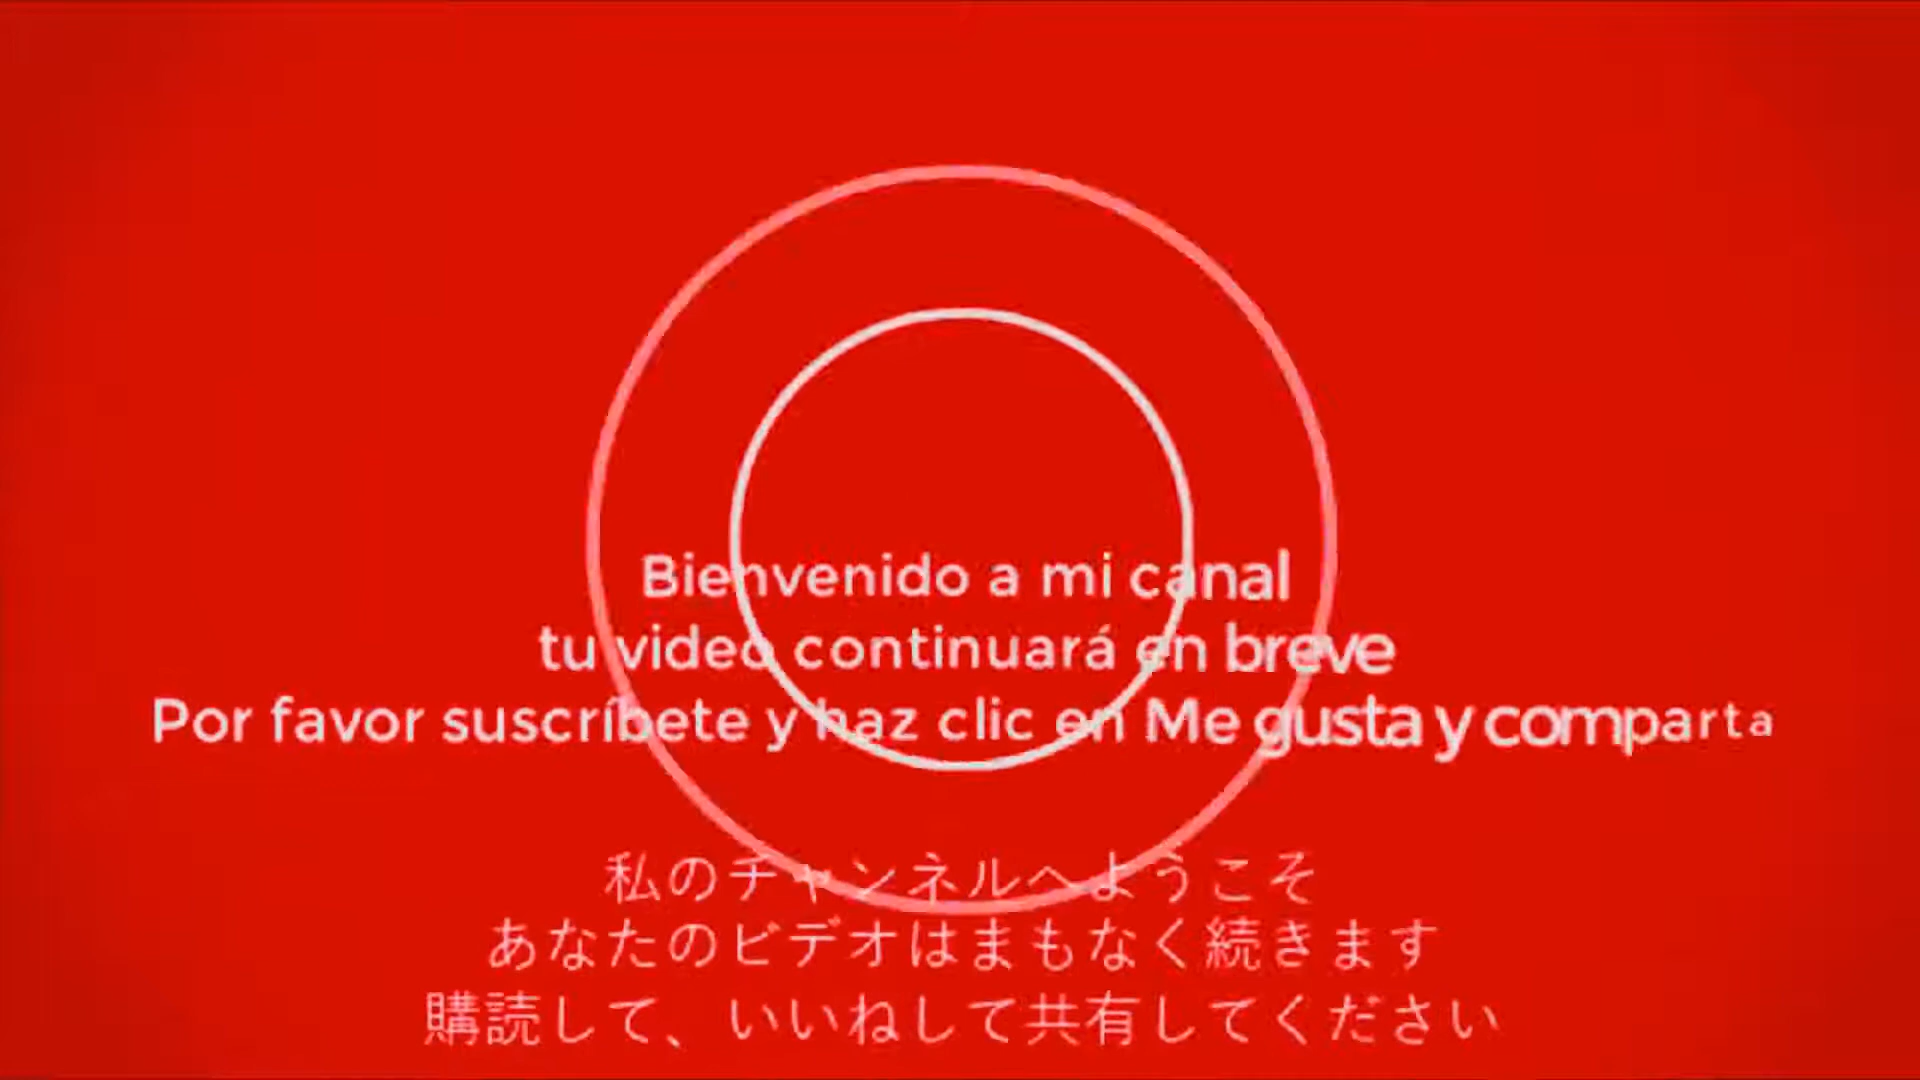 Bienvenido a mi canal
tu video continuará en breve
Por favor suscríbete y haz clic en Me gusta y comparta
私のチャンネルへようこそ
あなたのビデオはまもなく続きます
購読して、いいねして共有してください